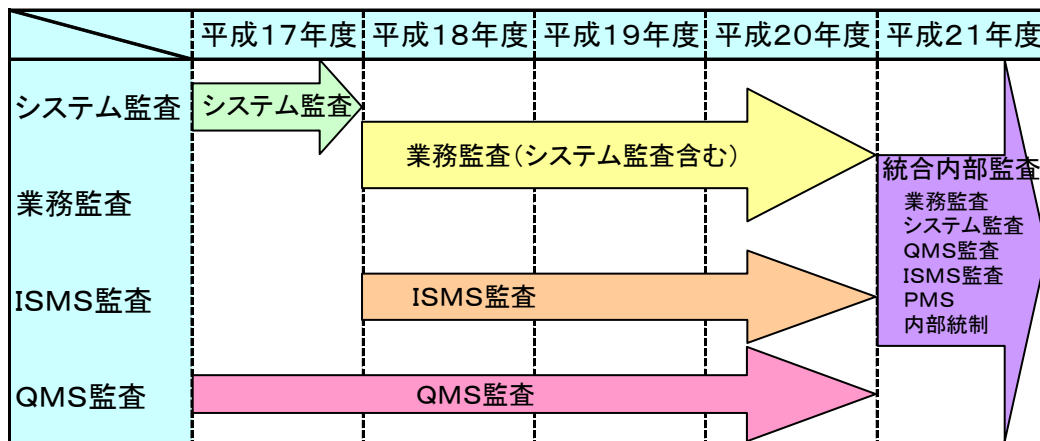 平成17年度 平成18年度 平成19年度 平成20年度 平成21年度
システム監査
システム監査
業務監査(システム監査含む)
業務監査
統合内部監査
業務監査
システム監査
QMS監査
ISMS監査
PMS
内部統制
ISMS監査
ISMS監査
QMS監査
QMS監査